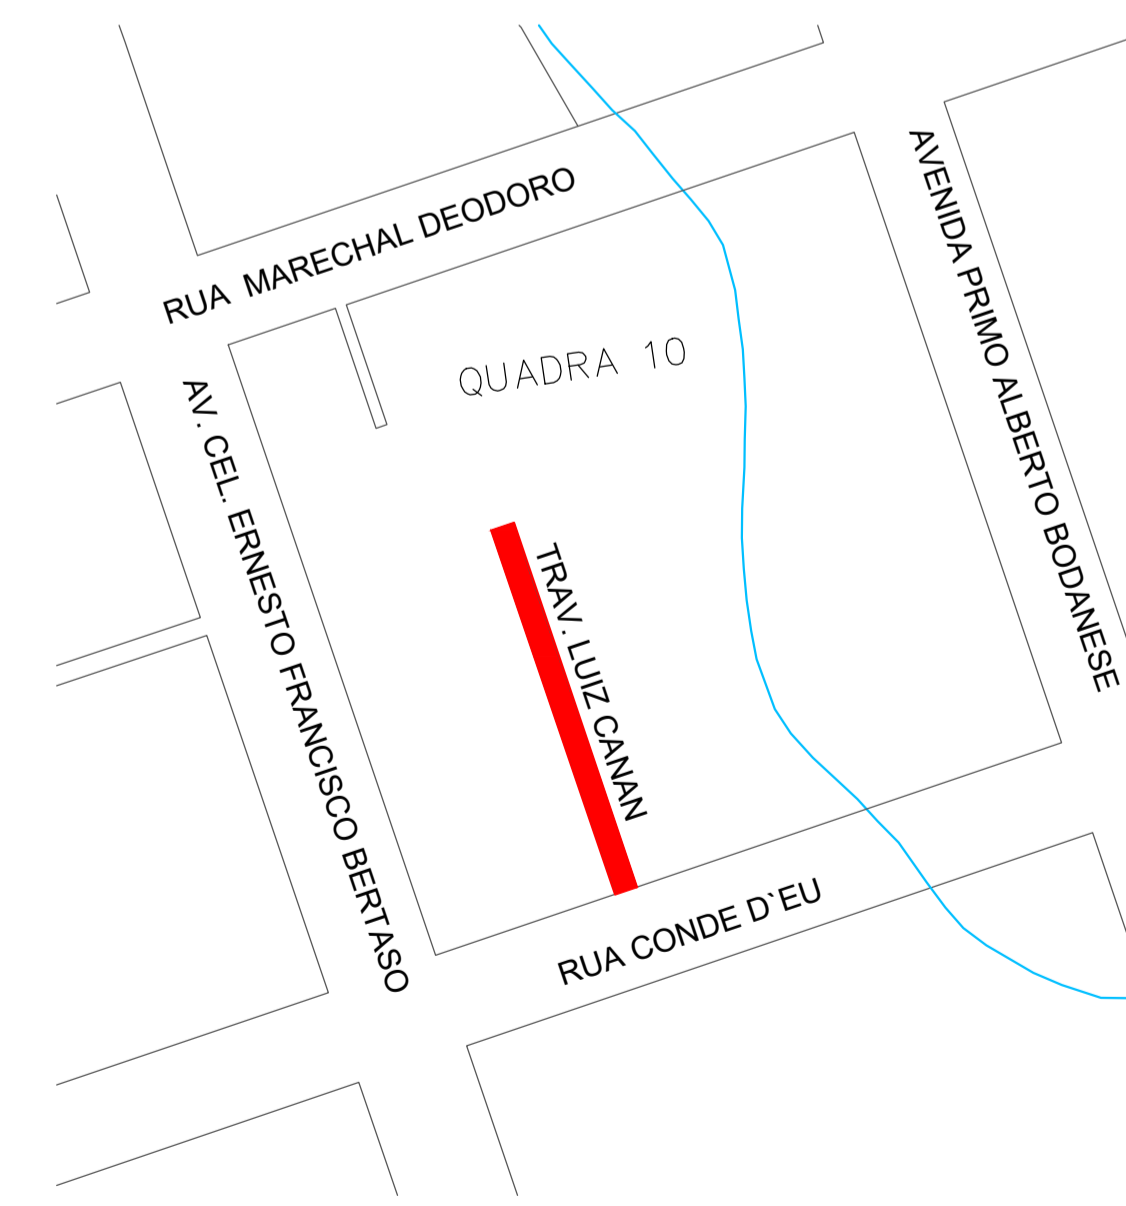 RUA MARECHAL DEODORO
AVENIDA PRIMO ALBERTO BODANESE
QUADRA 10
AV. CEL. ERNESTO FRANCISCO BERTASO
TRAV. LUIZ CANAN
RUA CONDE D`EU